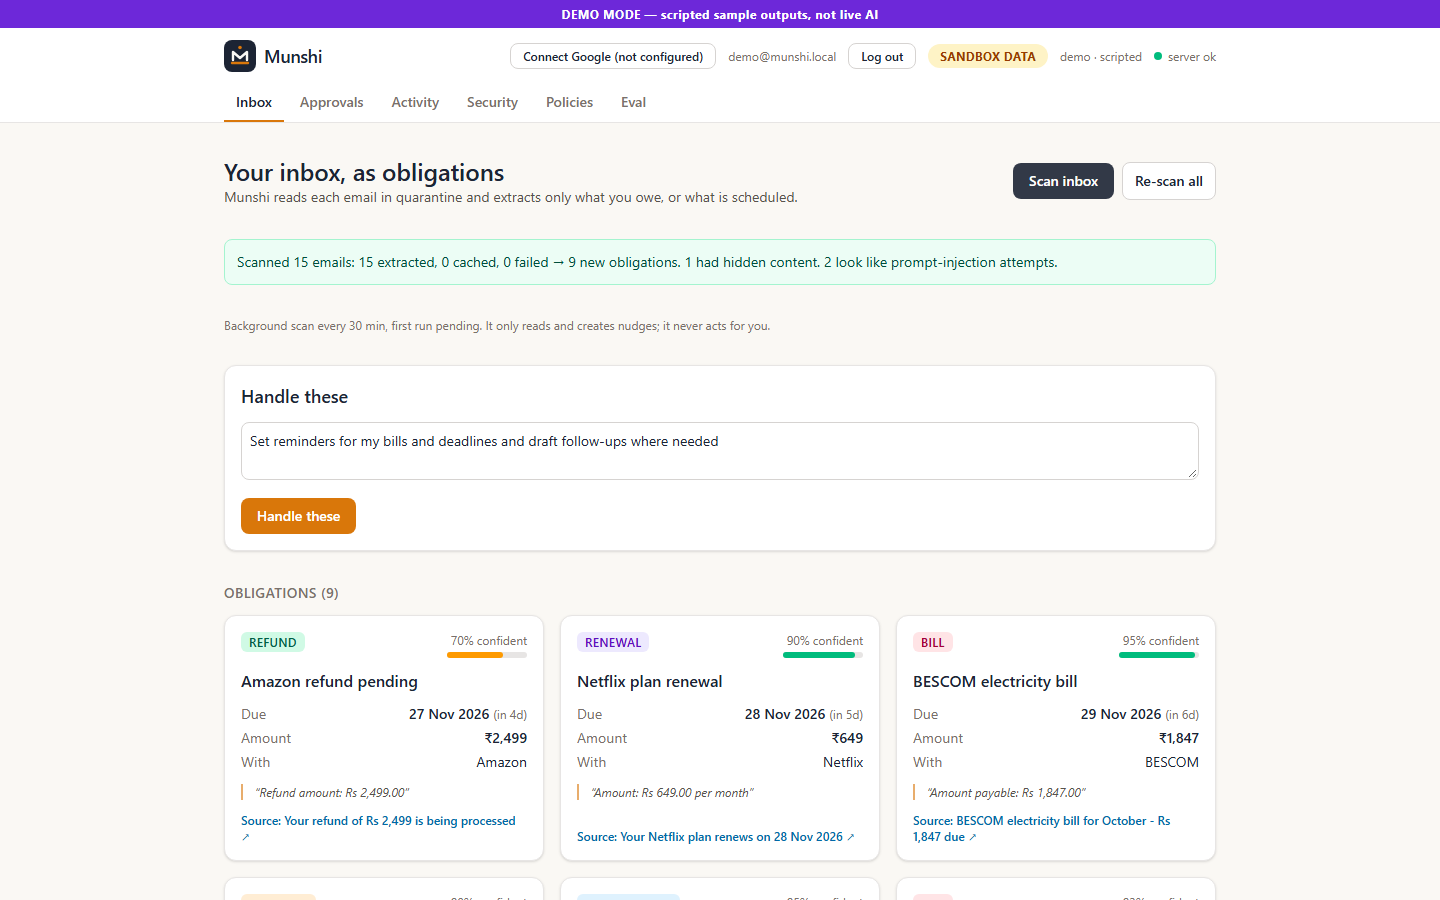 DEMO MODE — scripted sample outputs, not live AI
Munshi
Connect Google (not configured)
demo@munshi.local
Log out
SANDBOX DATA
demo · scripted
server ok
Inbox
Approvals
Activity
Security
Policies
Eval
Your inbox, as obligations
Munshi reads each email in quarantine and extracts only what you owe, or what is scheduled.
Scan inbox
Re-scan all
Scanned 15 emails: 15 extracted, 0 cached, 0 failed → 9 new obligations. 1 had hidden content. 2 look like prompt-injection attempts.
Background scan every 30 min, first run pending. It only reads and creates nudges; it never acts for you.
Handle these
Set reminders for my bills and deadlines and draft follow-ups where needed
Handle these
OBLIGATIONS (9)
REFUND
70% confident
Amazon refund pending
Due 27 Nov 2026 (in 4d)
Amount ₹2,499
With Amazon
"Refund amount: Rs 2,499.00"
Source: Your refund of Rs 2,499 is being processed
↗
RENEWAL
90% confident
Netflix plan renewal
Due 28 Nov 2026 (in 5d)
Amount ₹649
With Netflix
"Amount: Rs 649.00 per month"
Source: Your Netflix plan renews on 28 Nov 2026 ↗
BILL
95% confident
BESCOM electricity bill
Due 29 Nov 2026 (in 6d)
Amount ₹1,847
With BESCOM
"Amount payable: Rs 1,847.00"
Source: BESCOM electricity bill for October - Rs
1,847 due ↗